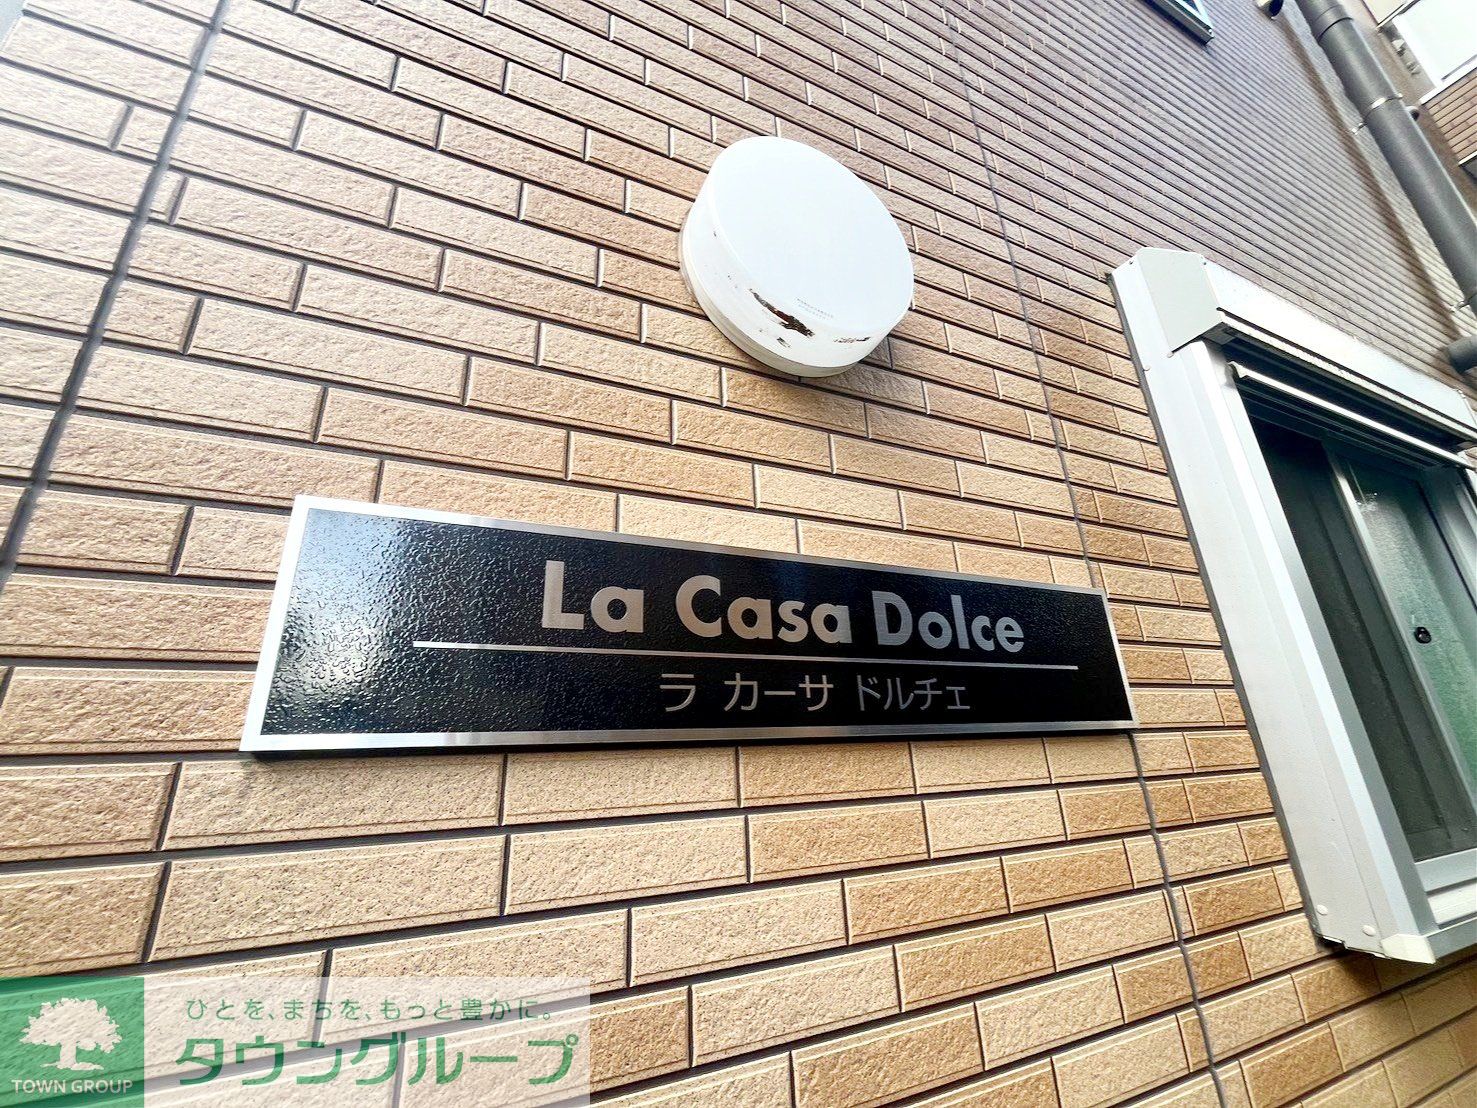 La Casa Dolce
ラ カーサ ドルチェ
ひとを、まちを、もっと豊かに。
タウングループ
TOWN GROUP